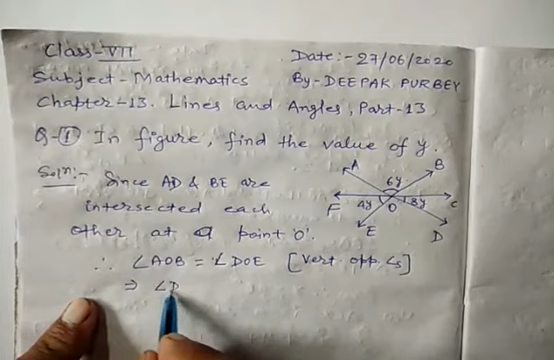 Class-VII
Date:-27/06/2020
Subject-Mathematics
By-DEEPAK PURBEY
Chapter-13. Lines and Angles, Part-13
Q-① In figure, find the value of y.
Solⁿ:- Since AD & BE are
intersected each
other at a point 'O'.
A
B
6y
F
4y
O
3y
C
E
D
∴ ∠AOB = ∠DOE [Vert. opp. ∠s]
⇒ ∠D